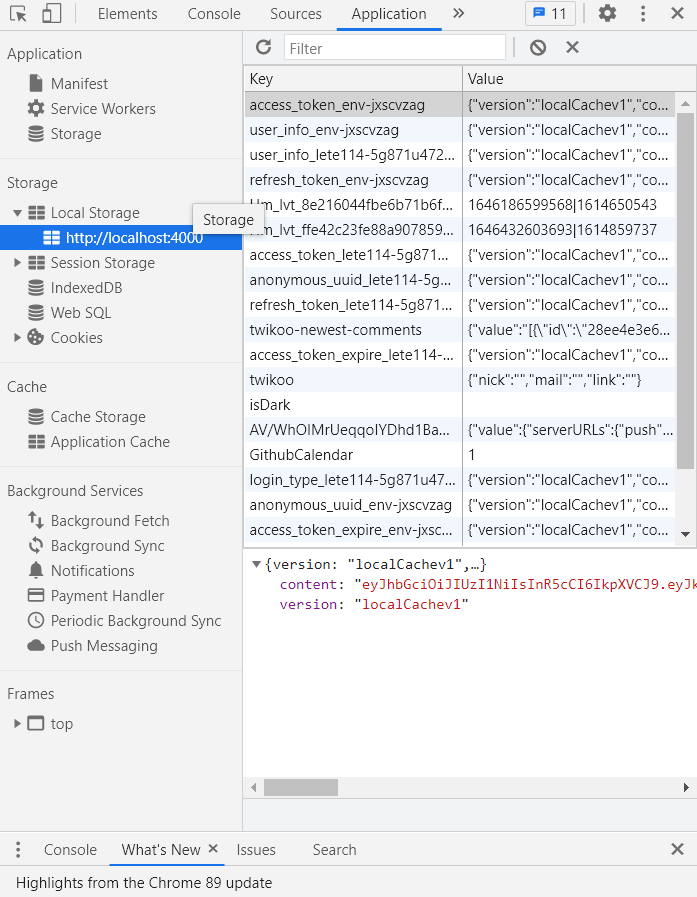 Elements Console Sources Application » 11
Application
Manifest
Service Workers
Storage
Storage
Local Storage
http://localhost:4000
Storage
Session Storage
IndexedDB
Web SQL
Cookies
Cache
Cache Storage
Application Cache
Background Services
Background Fetch
Background Sync
Notifications
Payment Handler
Periodic Background Sync
Push Messaging
Frames
top
Filter
Key Value
access_token_env-jxscvzag {"version":"localCachev1","co...
user_info_env-jxscvzag {"version":"localCachev1","co...
user_info_lete114-5g871u472... {"version":"localCachev1","co...
refresh_token_env-jxscvzag {"version":"localCachev1","co...
Hm_lvt_8e216044fbe6b71b6f... 1646186599568|1614650543
Hm_lvt_ffe42c23fe88a907859... 1646432603693|1614859737
access_token_lete114-5g871... {"version":"localCachev1","co...
anonymous_uuid_lete114-5g... {"version":"localCachev1","co...
refresh_token_lete114-5g871... {"version":"localCachev1","co...
twikoo-newest-comments {"value":"[{\"id\":\"28ee4e3e6...
access_token_expire_lete114-... {"version":"localCachev1","co...
twikoo {"nick":"","mail":"","link":""}
isDark
AV/WhOIMrUeqqoIYDhd1Ba... {"value":{"serverURLs":{"push"...
GithubCalendar 1
login_type_lete114-5g871u47... {"version":"localCachev1","co...
anonymous_uuid_env-jxscvzag {"version":"localCachev1","co...
access_token_expire_env-jxsc... {"version":"localCachev1","co...
{version: "localCachev1",…}
content: "eyJhbGciOiJIUzI1NiIsInR5cCI6IkpXVCJ9.eyJk
version: "localCachev1"
Console What's New Issues Search
Highlights from the Chrome 89 update